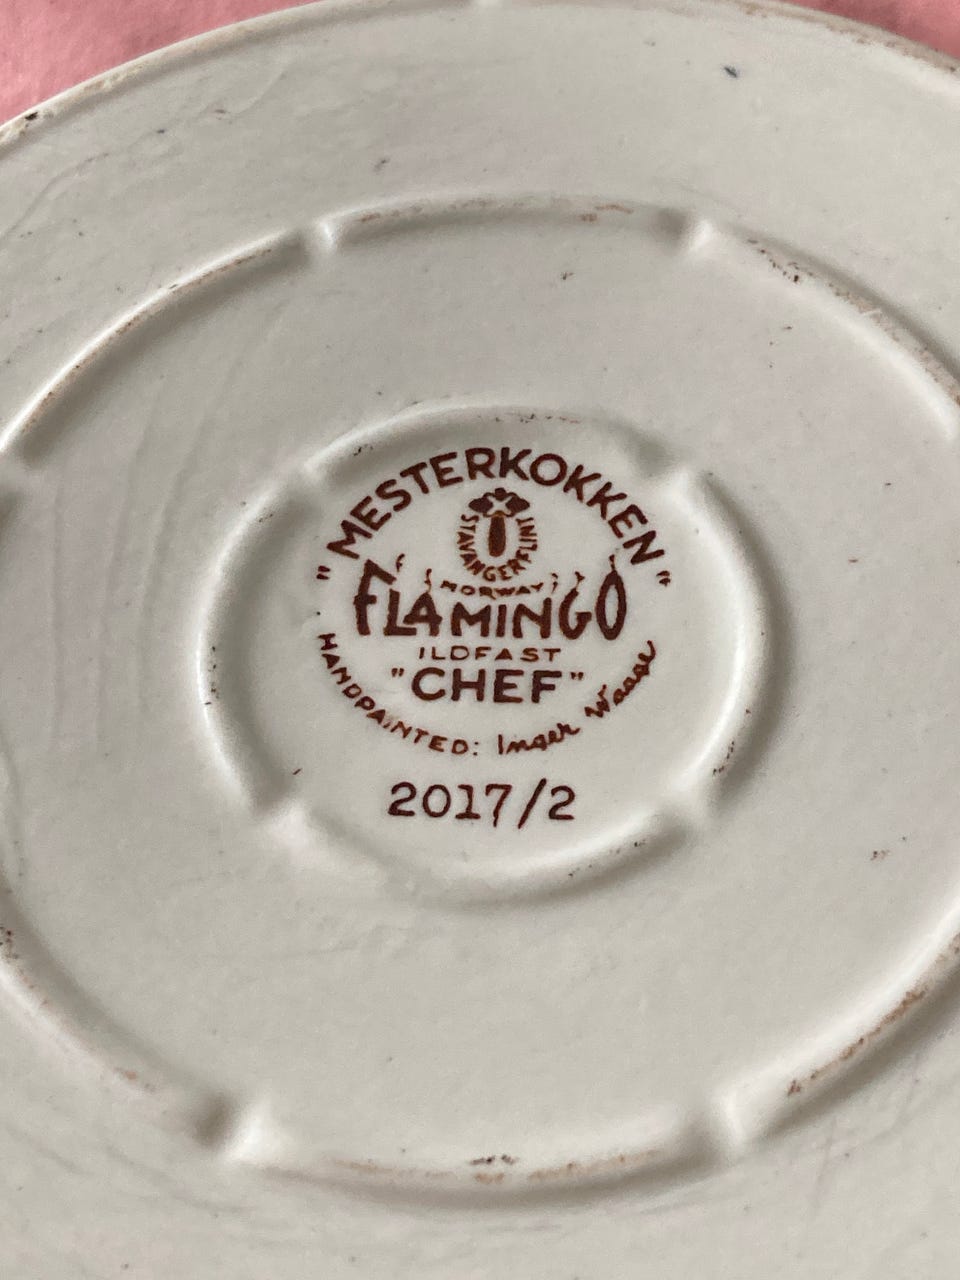 "MESTERKOKKEN"
STAVANGERFLINT
NORWAY
FLAMINGO
ILDFAST
"CHEF"
HANDPAINTED: Inger Waage
2017/2